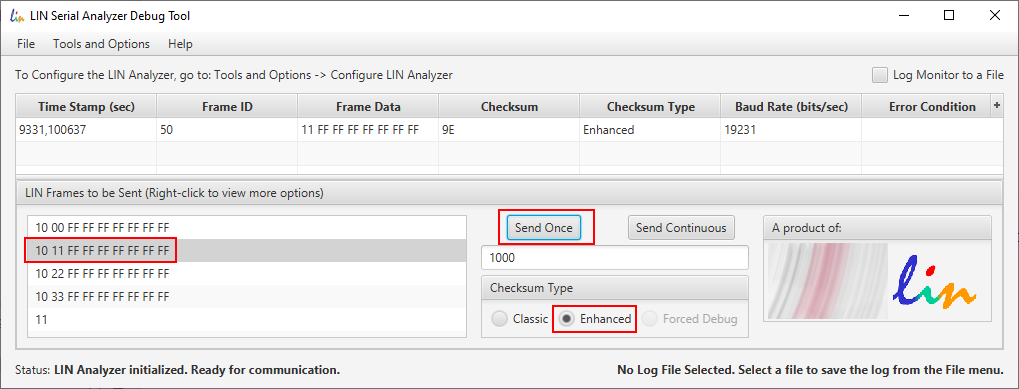 lin LIN Serial Analyzer Debug Tool
File Tools and Options Help
To Configure the LIN Analyzer, go to: Tools and Options -> Configure LIN Analyzer Log Monitor to a File
Time Stamp (sec) Frame ID Frame Data Checksum Checksum Type Baud Rate (bits/sec) Error Condition +
9331,100637 50 11 FF FF FF FF FF FF FF 9E Enhanced 19231
LIN Frames to be Sent (Right-click to view more options)
10 00 FF FF FF FF FF FF FF
10 11 FF FF FF FF FF FF FF
10 22 FF FF FF FF FF FF FF
10 33 FF FF FF FF FF FF FF
11
Send Once Send Continuous
1000
Checksum Type
Classic Enhanced Forced Debug
A product of:
lin
Status: LIN Analyzer initialized. Ready for communication. No Log File Selected. Select a file to save the log from the File menu.